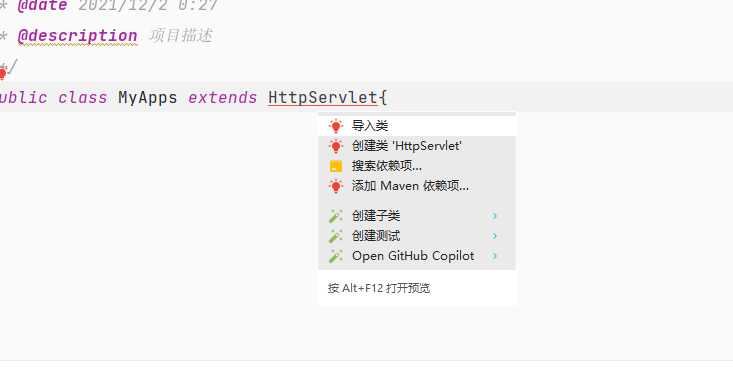 * @date 2021/12/2 0:27
* @description 项目描述
*/
ublic class MyApps extends HttpServlet{
导入类
创建类 'HttpServlet'
搜索依赖项...
添加 Maven 依赖项...
创建子类
创建测试
Open GitHub Copilot
按 Alt+F12 打开预览